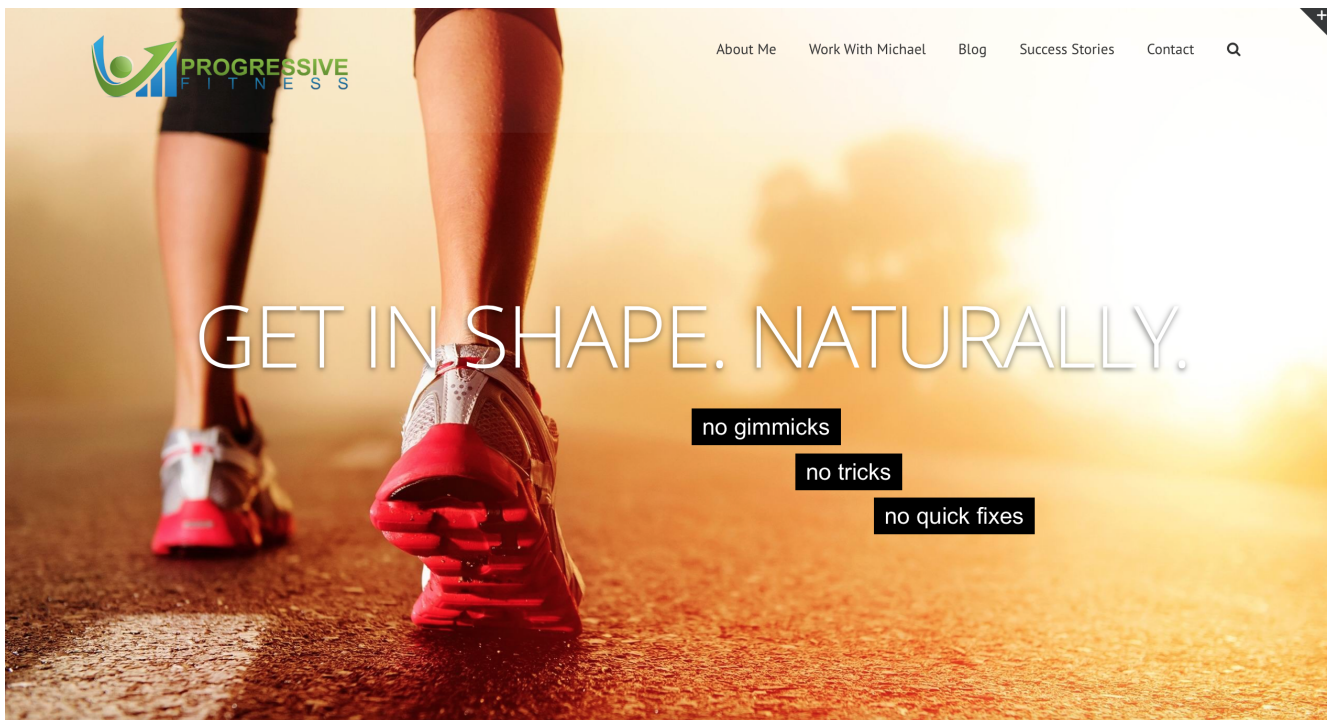 PROGRESSIVE
FITNESS
About Me Work With Michael Blog Success Stories Contact
GET IN SHAPE. NATURALLY.
no gimmicks
no tricks
no quick fixes